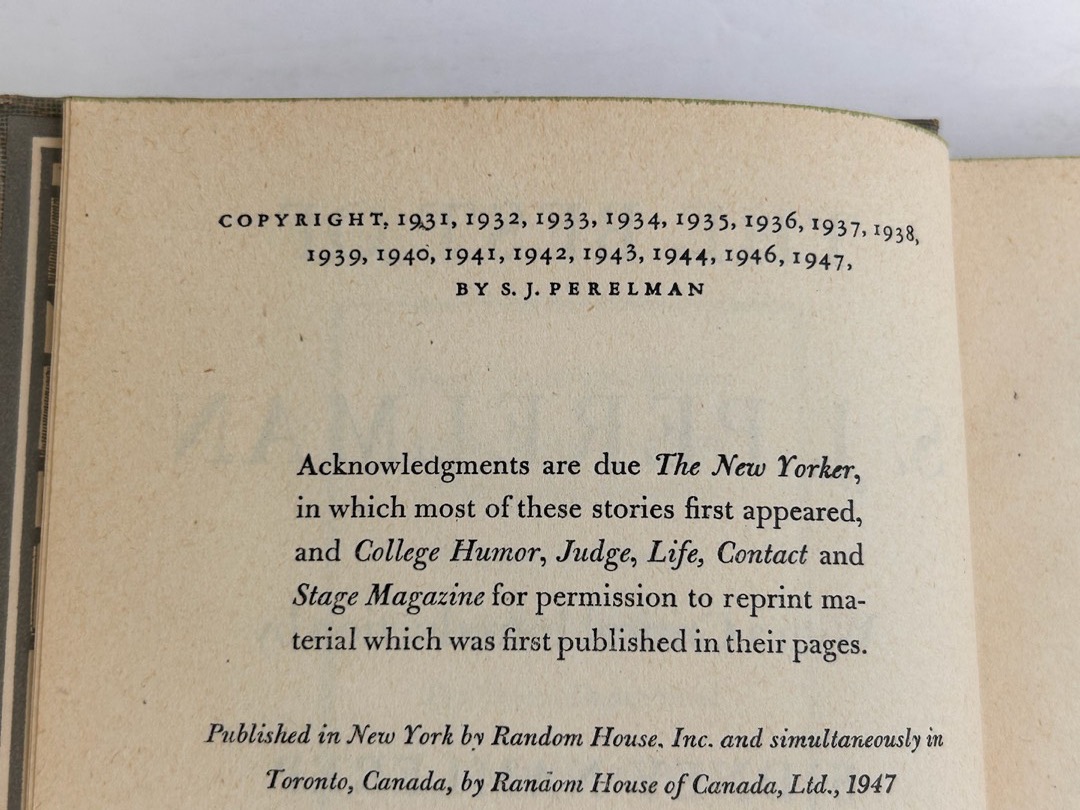 COPYRIGHT, 1931, 1932, 1933, 1934, 1935, 1936, 1937, 1938,
1939, 1940, 1941, 1942, 1943, 1944, 1946, 1947,
BY S. J. PERELMAN
Acknowledgments are due The New Yorker,
in which most of these stories first appeared,
and College Humor, Judge, Life, Contact and
Stage Magazine for permission to reprint ma-
terial which was first published in their pages.
Published in New York by Random House, Inc. and simultaneously in
Toronto, Canada, by Random House of Canada, Ltd., 1947